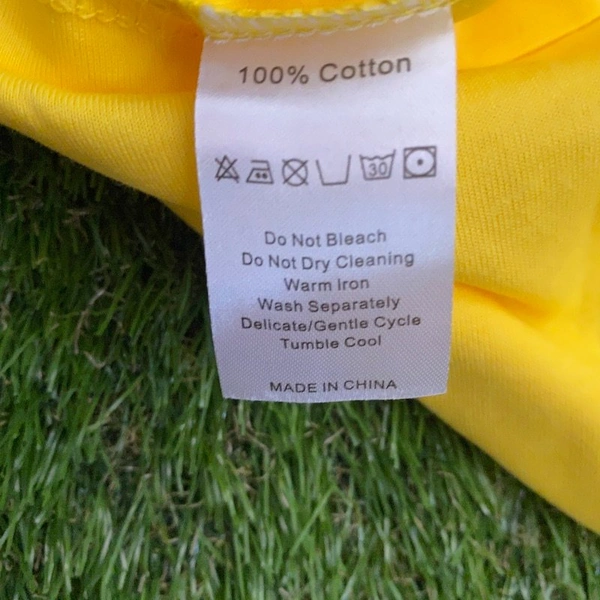 100% Cotton
30
Do Not Bleach
Do Not Dry Cleaning
Warm Iron
Wash Separately
Delicate/Gentle Cycle
Tumble Cool
MADE IN CHINA